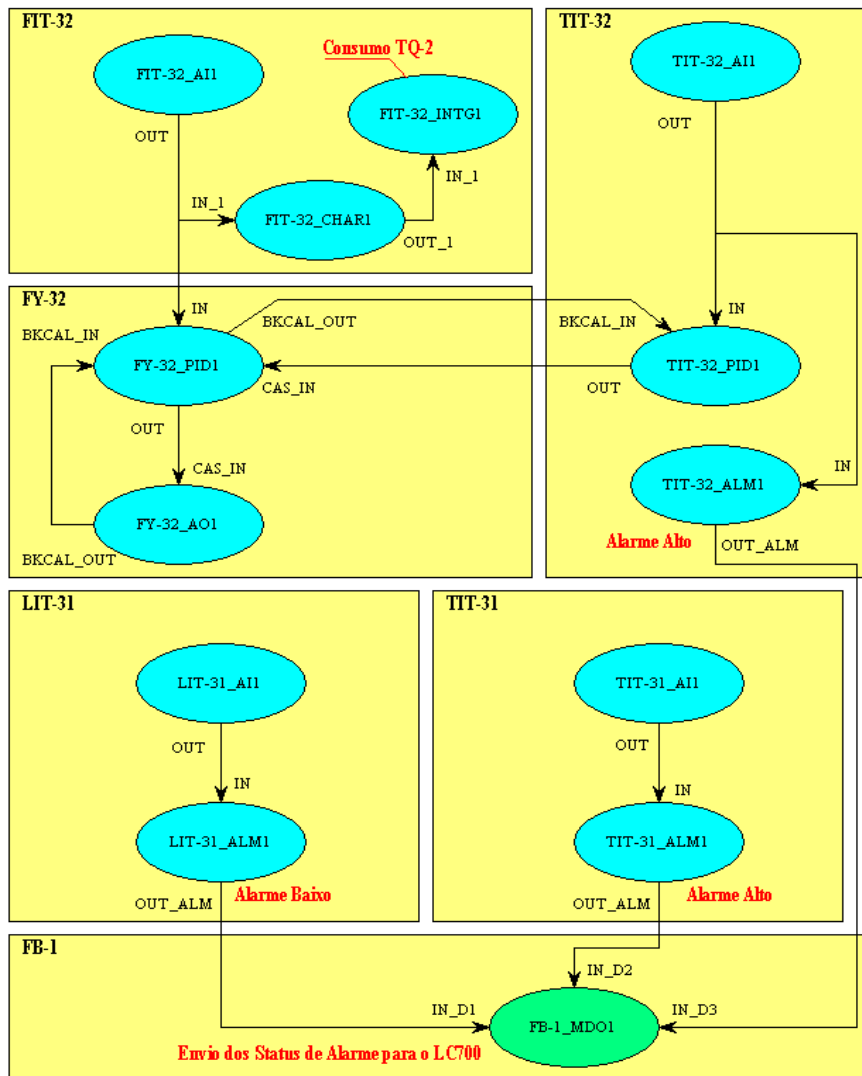 FIT-32
Consumo TQ-2
FIT-32_AI1
FIT-32_INTG1
OUT
IN_1
IN_1
FIT-32_CHAR1
OUT_1
TIT-32
TIT-32_AI1
OUT
IN
FY-32
IN
BKCAL_IN
BKCAL_OUT
BKCAL_IN
FY-32_PID1
TIT-32_PID1
CAS_IN
OUT
OUT
CAS_IN
IN
FY-32_AO1
TIT-32_ALM1
BKCAL_OUT
Alarme Alto
OUT_ALM
LIT-31
LIT-31_AI1
OUT
IN
LIT-31_ALM1
Alarme Baixo
OUT_ALM
TIT-31
TIT-31_AI1
OUT
IN
TIT-31_ALM1
Alarme Alto
OUT_ALM
FB-1
IN_D2
IN_D1
IN_D3
FB-1_MDO1
Envio dos Status de Alarme para o LC700